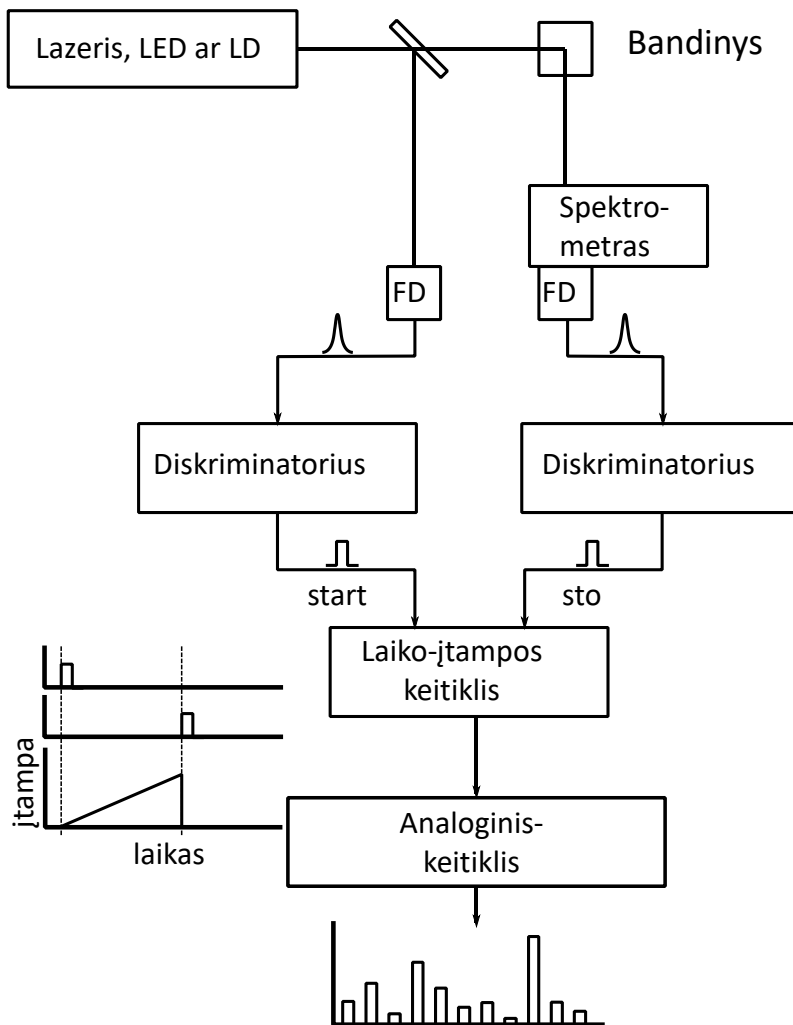 Lazeris, LED ar LD
Bandinys
Spektro-
metras
FD
FD
Diskriminatorius
Diskriminatorius
start
sto
Laiko-įtampos
keitiklis
įtampa
laikas
Analoginis-
keitiklis